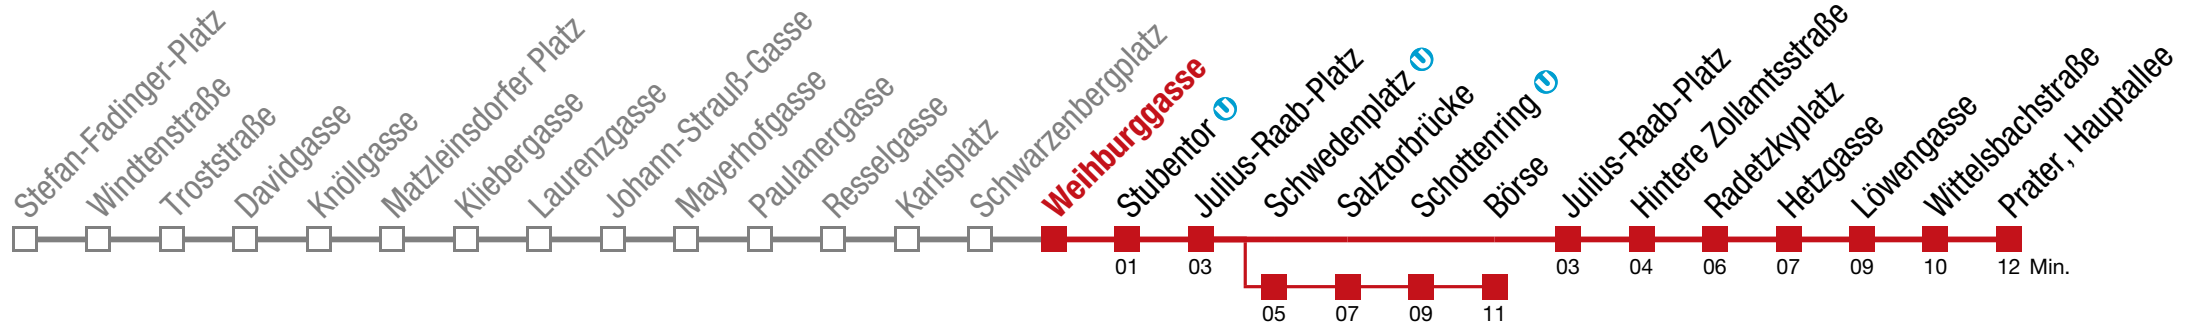 Stefan-Fadinger-Platz
Windtenstraße
Troststraße
Davidgasse
Knöllgasse
Matzleinsdorfer Platz
Kliebergasse
Laurenzgasse
Johann-Strauß-Gasse
Mayerhofgasse
Paulanergasse
Resselgasse
Karlsplatz
Schwarzenbergplatz
Weihburggasse
Stubentor U
Julius-Raab-Platz
Schwedenplatz U
Salztorbrücke
Schottenring U
Börse
Julius-Raab-Platz
Hintere Zollamtsstraße
Radetzkyplatz
Hetzgasse
Löwengasse
Wittelsbachstraße
Prater, Hauptallee
01 03 03 04 06 07 09 10 12 Min.
05 07 09 11